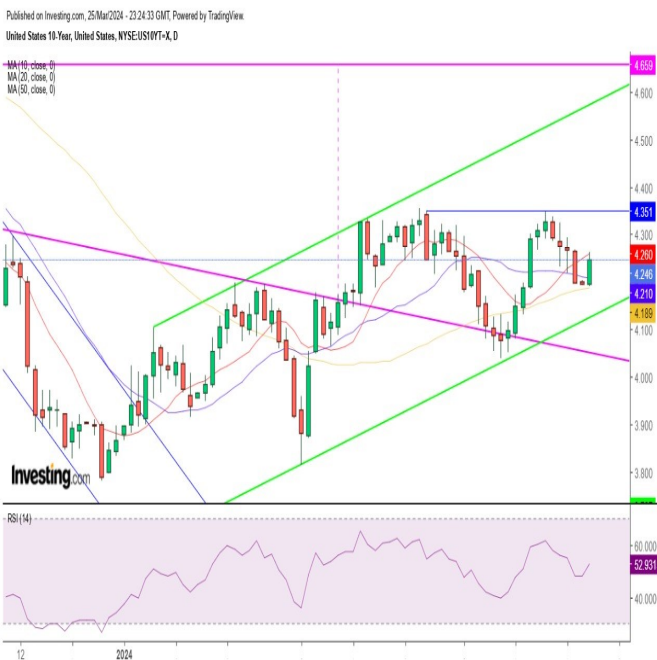 Published on Investing.com, 25/Mar/2024 - 23:24:33 GMT, Powered by TradingView.
United States 10-Year, United States, NYSE:US10YT=X, D
MA (10, close, 0)
MA (20, close, 0)
MA (50, close, 0)
4.659
4.600
4.500
4.400
4.351
4.300
4.260
4.246
4.210
4.189
4.100
4.000
3.900
3.800
Investing.com
RSI (14)
60.000
52.931
40.000
12
2024